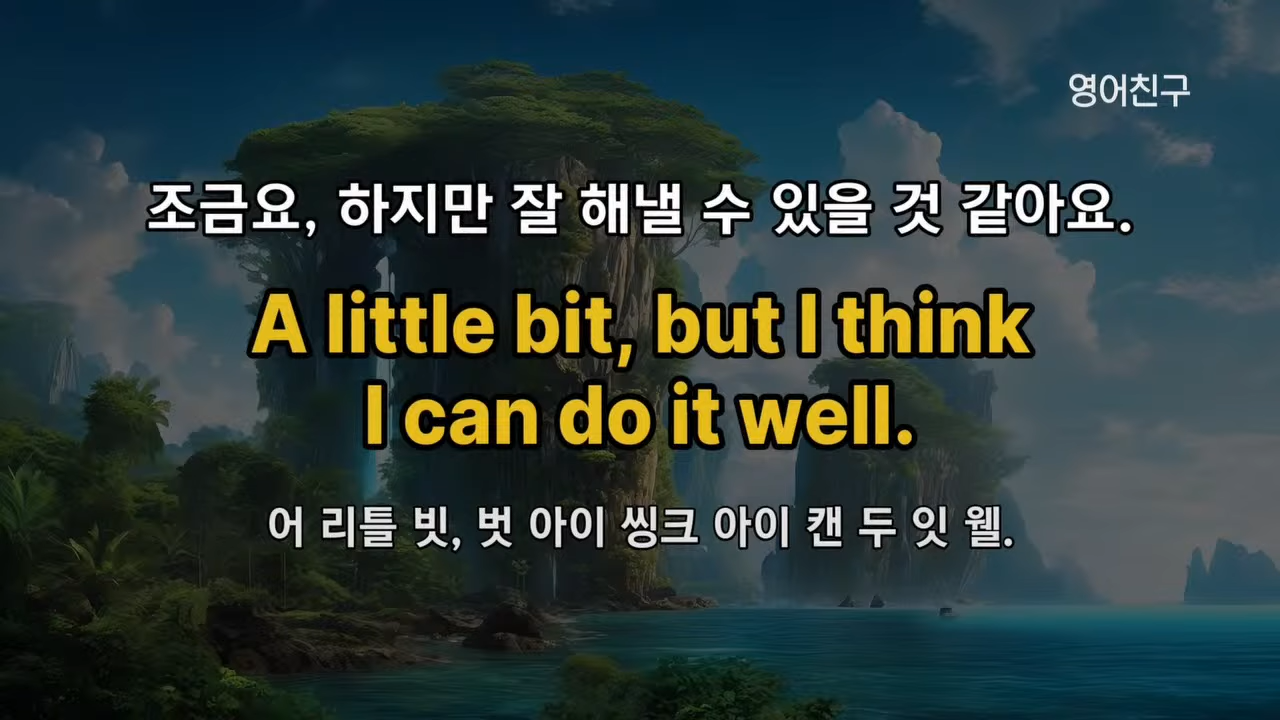 영어친구
조금요, 하지만 잘 해낼 수 있을 것 같아요.
A little bit, but I think
I can do it well.
어 리틀 빗, 벗 아이 씽크 아이 캔 두 잇 웰.